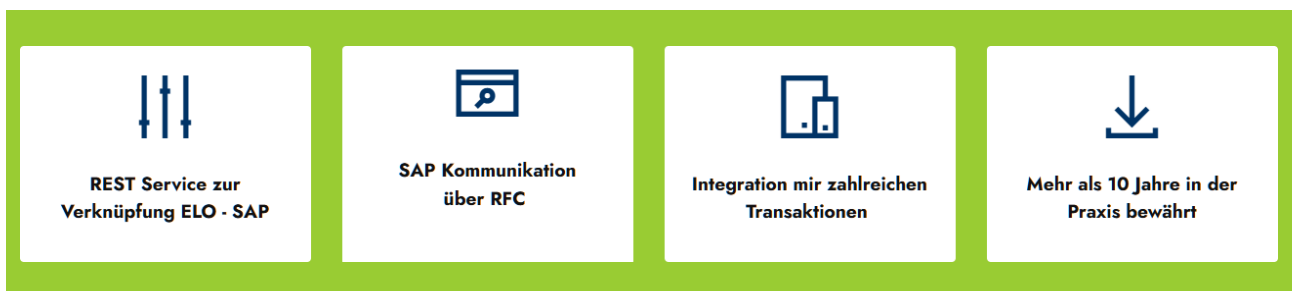 REST Service zur
Verknüpfung ELO - SAP
SAP Kommunikation
über RFC
Integration mir zahlreichen
Transaktionen
Mehr als 10 Jahre in der
Praxis bewährt